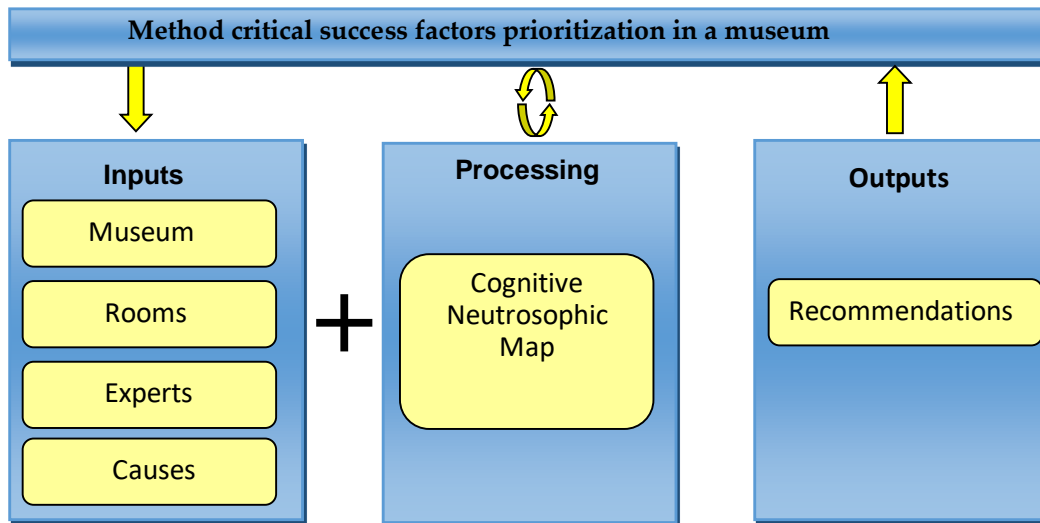 Method critical success factors prioritization in a museum
Inputs
Museum
Rooms
Experts
Causes
+
Processing
Cognitive
Neutrosophic
Map
Outputs
Recommendations